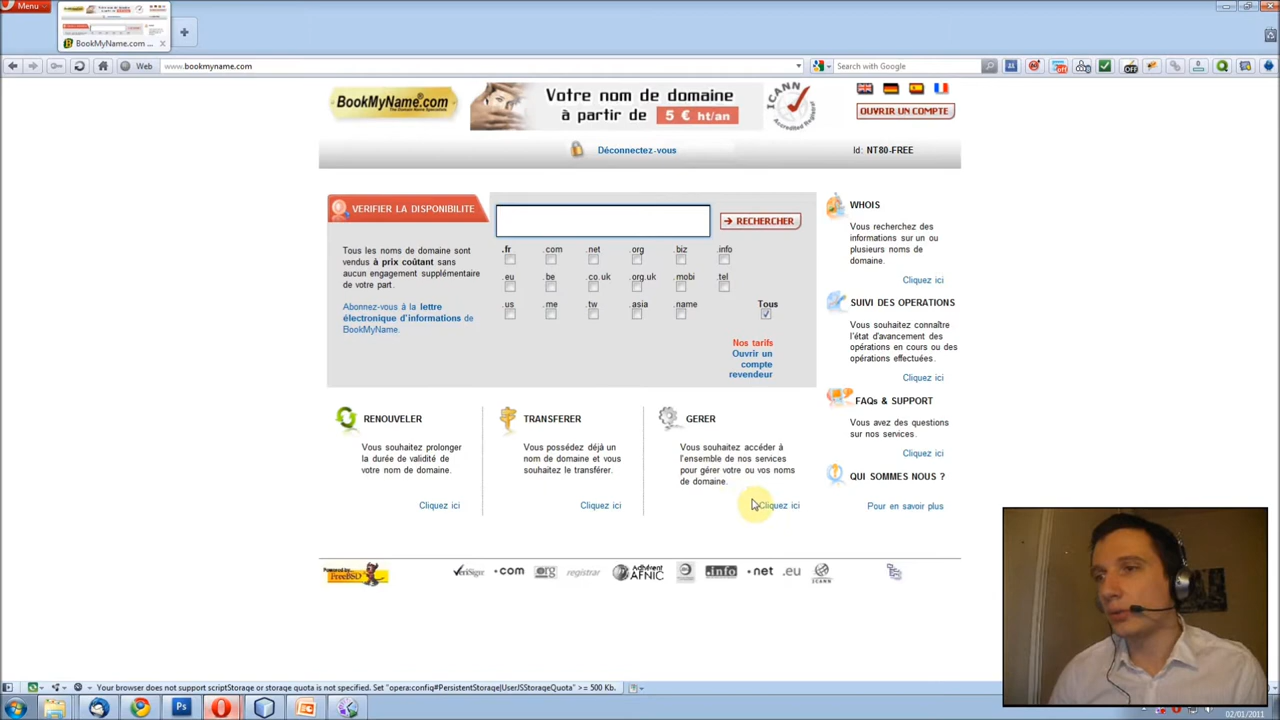 Menu
BookMyName.com ...
Web
www.bookmyname.com
Search with Google
BookMyName.com
The Domain Name Specialists
Votre nom de domaine
à partir de 5 € ht/an
ICANN
Accredited Registrar
OUVRIR UN COMPTE
Déconnectez-vous
Id: NT80-FREE
VERIFIER LA DISPONIBILITE
RECHERCHER
Tous les noms de domaine sont
vendus à prix coûtant sans
aucun engagement supplémentaire
de votre part.
Abonnez-vous à la lettre
électronique d'informations de
BookMyName.
.fr .com .net .org .biz .info
.eu .be .co.uk .org.uk .mobi .tel
.us .me .tw .asia .name Tous
Nos tarifs
Ouvrir un
compte
revendeur
WHOIS
Vous recherchez des
informations sur un ou
plusieurs noms de
domaine.
Cliquez ici
SUIVI DES OPERATIONS
Vous souhaitez connaître
l'état d'avancement des
opérations en cours ou des
opérations effectuées.
Cliquez ici
FAQs & SUPPORT
Vous avez des questions
sur nos services.
Cliquez ici
QUI SOMMES NOUS ?
Pour en savoir plus
RENOUVELER
Vous souhaitez prolonger
la durée de validité de
votre nom de domaine.
Cliquez ici
TRANSFERER
Vous possédez déjà un
nom de domaine et vous
souhaitez le transférer.
Cliquez ici
GERER
Vous souhaitez accéder à
l'ensemble de nos services
pour gérer votre ou vos noms
de domaine.
Cliquez ici
Powered by
FreeBSD
VeriSign .com .org registrar Adhérent AFNIC .info .net .eu ICANN
Your browser does not support scriptStorage or storage quota is not specified. Set "opera:config#PersistentStorage|UserJSStorageQuota" >= 500 Kb.
02/01/2011